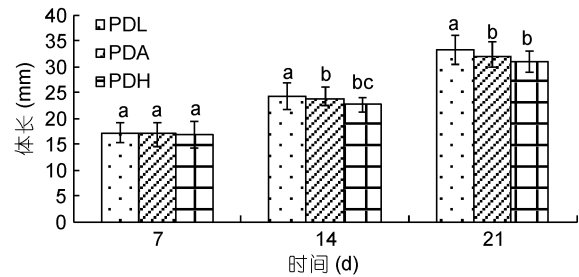 40
35
30
25
20
15
10
5
0
体长 (mm)
PDL
PDA
PDH
a a a
a b bc
a b b
7 14 21
时间 (d)